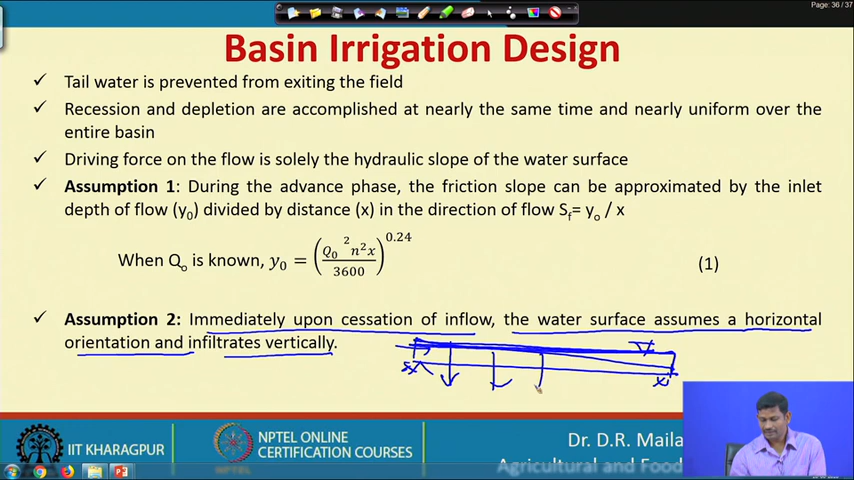 Page: 36 / 37
Basin Irrigation Design
✓ Tail water is prevented from exiting the field
✓ Recession and depletion are accomplished at nearly the same time and nearly uniform over the
entire basin
✓ Driving force on the flow is solely the hydraulic slope of the water surface
✓ Assumption 1: During the advance phase, the friction slope can be approximated by the inlet
depth of flow (y₀) divided by distance (x) in the direction of flow Sf= yₒ / x
When Qₒ is known, y₀ = (Q₀² n² x / 3600)^0.24 (1)
✓ Assumption 2: Immediately upon cessation of inflow, the water surface assumes a horizontal
orientation and infiltrates vertically.
IIT KHARAGPUR
NPTEL ONLINE
CERTIFICATION COURSES
Dr. D.R. Maila
Agricultural and Food